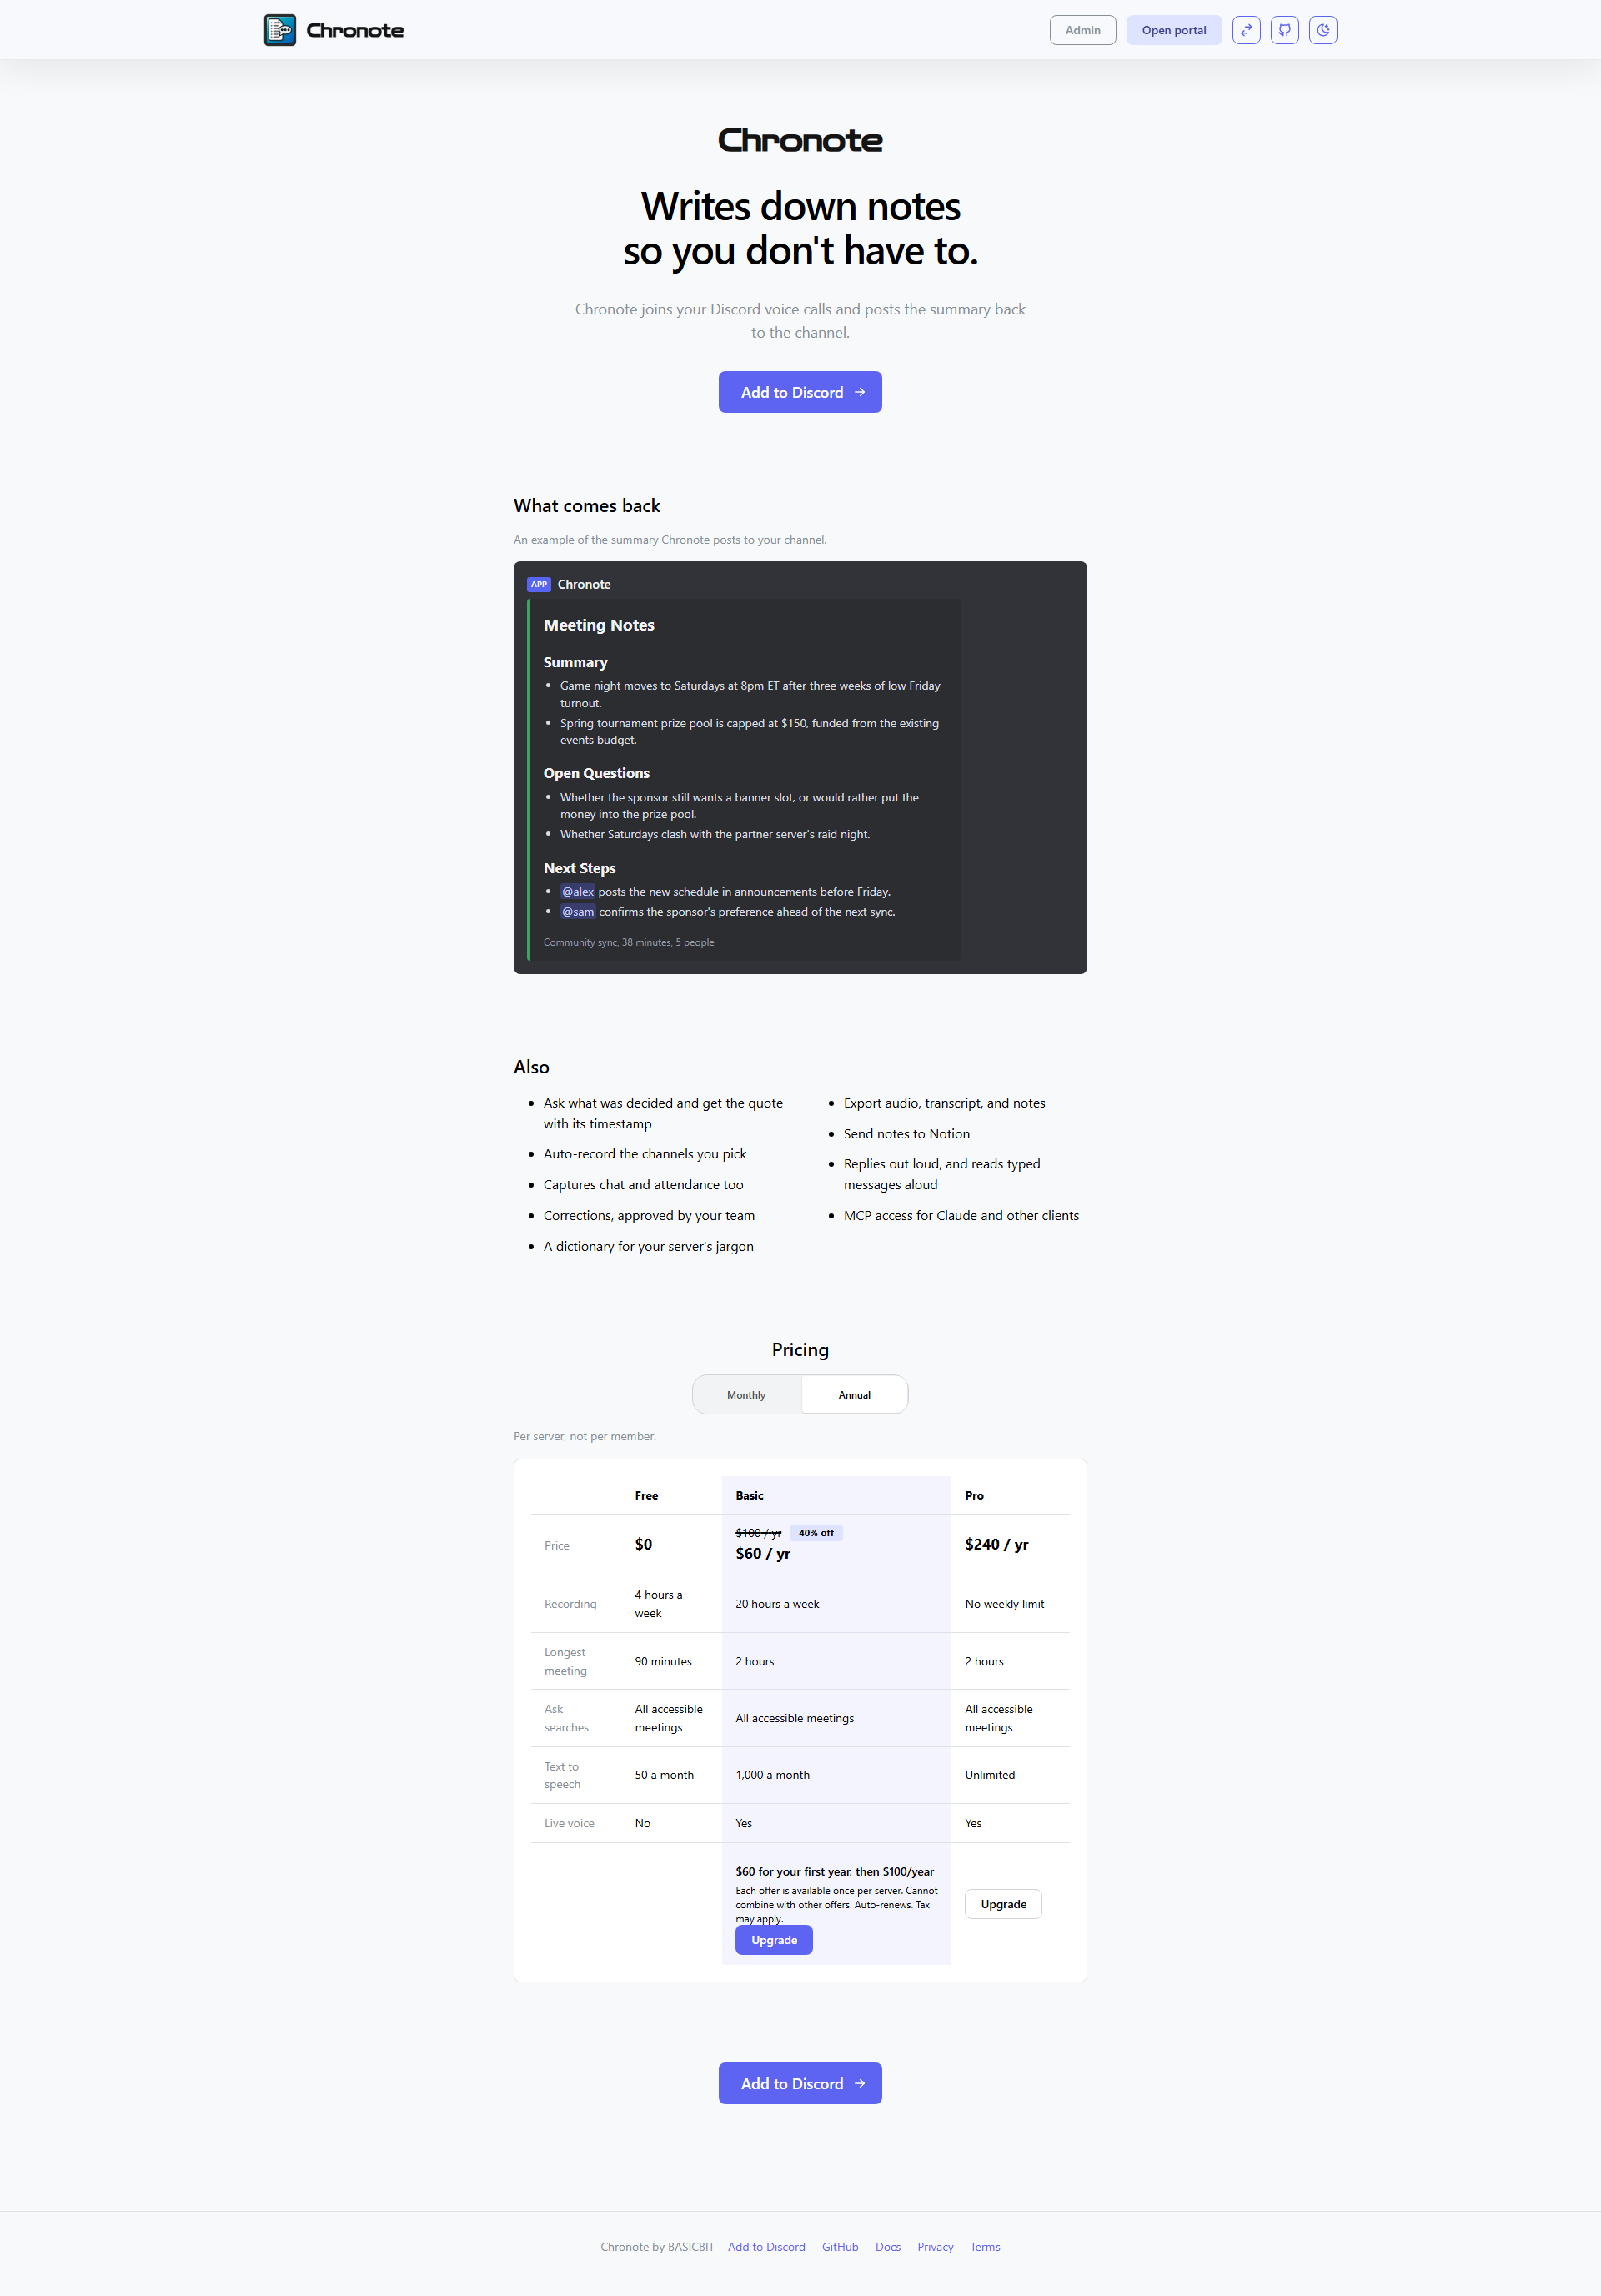 Chronote
Admin
Open portal
Chronote
Writes down notes
so you don't have to.
Chronote joins your Discord voice calls and posts the summary back
to the channel.
Add to Discord →
What comes back
An example of the summary Chronote posts to your channel.
APP Chronote
Meeting Notes
Summary
• Game night moves to Saturdays at 8pm ET after three weeks of low Friday
turnout.
• Spring tournament prize pool is capped at $150, funded from the existing
events budget.
Open Questions
• Whether the sponsor still wants a banner slot, or would rather put the
money into the prize pool.
• Whether Saturdays clash with the partner server's raid night.
Next Steps
• @alex posts the new schedule in announcements before Friday.
• @sam confirms the sponsor's preference ahead of the next sync.
Community sync, 38 minutes, 5 people
Also
• Ask what was decided and get the quote
with its timestamp
• Auto-record the channels you pick
• Captures chat and attendance too
• Corrections, approved by your team
• A dictionary for your server's jargon
• Export audio, transcript, and notes
• Send notes to Notion
• Replies out loud, and reads typed
messages aloud
• MCP access for Claude and other clients
Pricing
Monthly
Annual
Per server, not per member.
Free
Basic
Pro
Price
$0
$100 / yr 40% off
$60 / yr
$240 / yr
Recording
4 hours a
week
20 hours a week
No weekly limit
Longest
meeting
90 minutes
2 hours
2 hours
Ask
searches
All accessible
meetings
All accessible meetings
All accessible
meetings
Text to
speech
50 a month
1,000 a month
Unlimited
Live voice
No
Yes
Yes
$60 for your first year, then $100/year
Each offer is available once per server. Cannot
combine with other offers. Auto-renews. Tax
may apply.
Upgrade
Upgrade
Add to Discord →
Chronote by BASICBIT Add to Discord GitHub Docs Privacy Terms